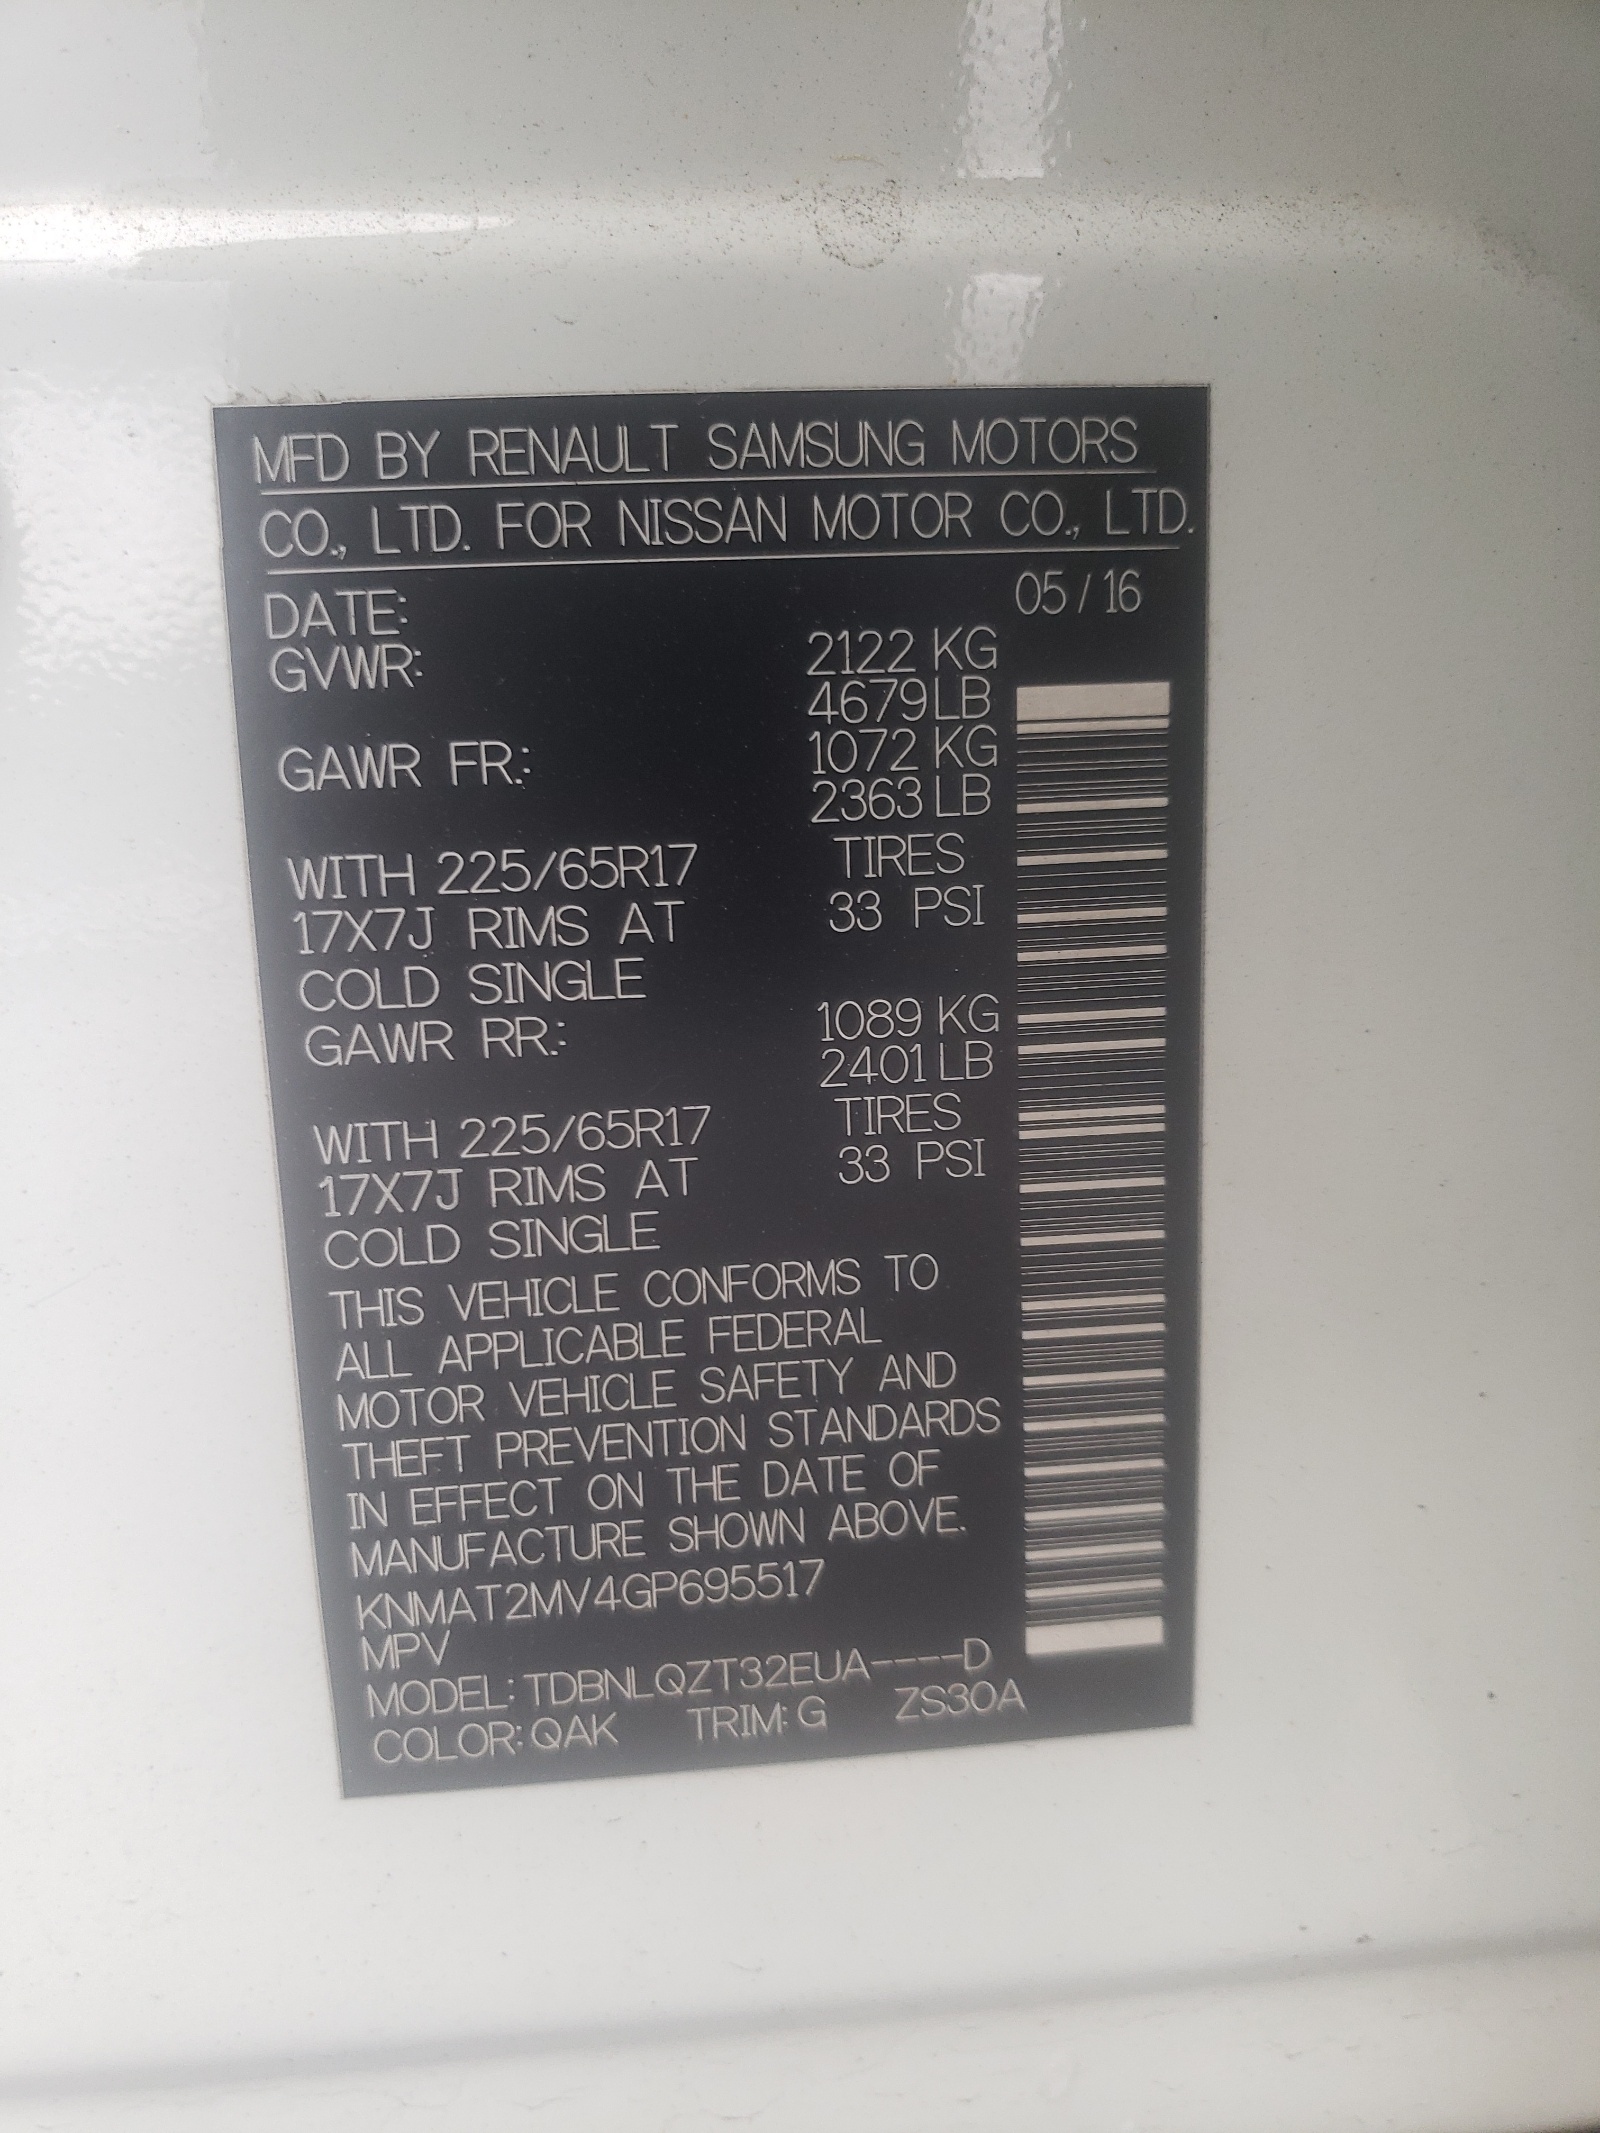 MFD BY RENAULT SAMSUNG MOTORS
CO., LTD. FOR NISSAN MOTOR CO., LTD.
DATE: 05 / 16
GVWR: 2122 KG
4679 LB
GAWR FR.: 1072 KG
2363 LB
WITH 225/65R17 TIRES
17X7J RIMS AT 33 PSI
COLD SINGLE
GAWR RR.: 1089 KG
2401 LB
WITH 225/65R17 TIRES
17X7J RIMS AT 33 PSI
COLD SINGLE
THIS VEHICLE CONFORMS TO
ALL APPLICABLE FEDERAL
MOTOR VEHICLE SAFETY AND
THEFT PREVENTION STANDARDS
IN EFFECT ON THE DATE OF
MANUFACTURE SHOWN ABOVE.
KNMAT2MV4GP695517
MPV
MODEL: TDBNLQZT32EUA----D
COLOR: QAK TRIM: G ZS30A